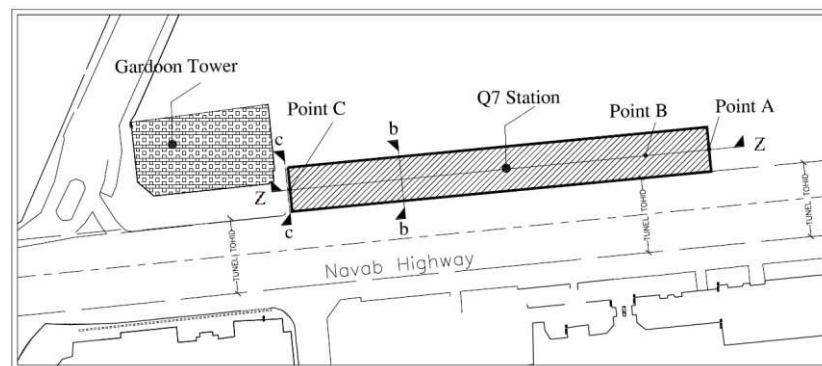 Gardoon Tower
Point C
Q7 Station
Point B
Point A
c
b
Z
Z
c
b
TUNEL TOHID
TUNEL TOHID
TUNEL TOHID
Navab Highway